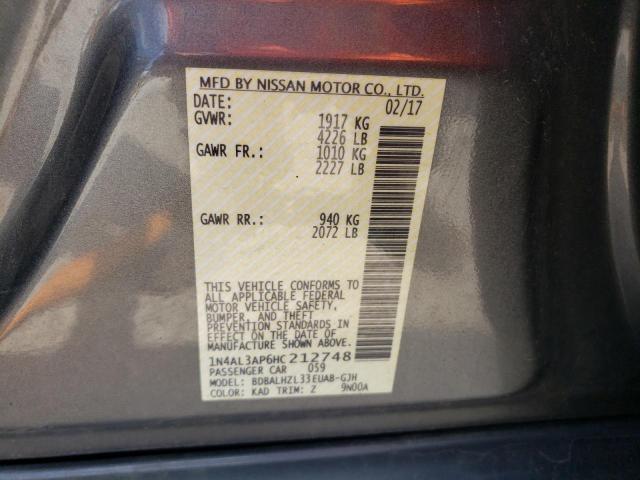 MFD BY NISSAN MOTOR CO., LTD.
DATE: 02/17
GVWR: 1917 KG
4226 LB
GAWR FR.: 1010 KG
2227 LB
GAWR RR.: 940 KG
2072 LB
THIS VEHICLE CONFORMS TO
ALL APPLICABLE FEDERAL
MOTOR VEHICLE SAFETY,
BUMPER, AND THEFT
PREVENTION STANDARDS IN
EFFECT ON THE DATE OF
MANUFACTURE SHOWN ABOVE.
1N4AL3AP6HC212748
PASSENGER CAR 059
MODEL: BDBALHZL33EUAB-GJH
COLOR: KAD TRIM: Z 9N00A